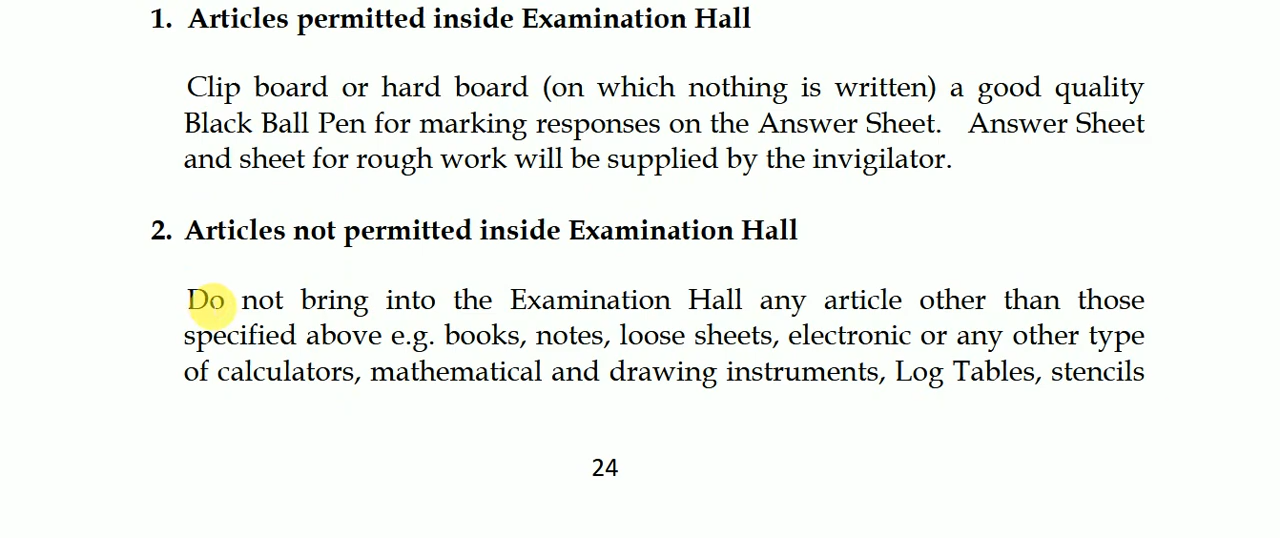 1. Articles permitted inside Examination Hall
Clip board or hard board (on which nothing is written) a good quality
Black Ball Pen for marking responses on the Answer Sheet. Answer Sheet
and sheet for rough work will be supplied by the invigilator.
2. Articles not permitted inside Examination Hall
Do not bring into the Examination Hall any article other than those
specified above e.g. books, notes, loose sheets, electronic or any other type
of calculators, mathematical and drawing instruments, Log Tables, stencils
24